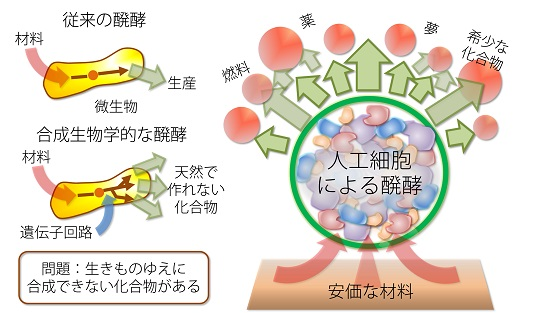 従来の醗酵
材料
生産
微生物
合成生物学的な醗酵
材料
天然で
作れない
化合物
遺伝子回路
問題：生きものゆえに
合成できない化合物がある
燃料
薬
夢
希少な
化合物
人工細胞
による醗酵
安価な材料